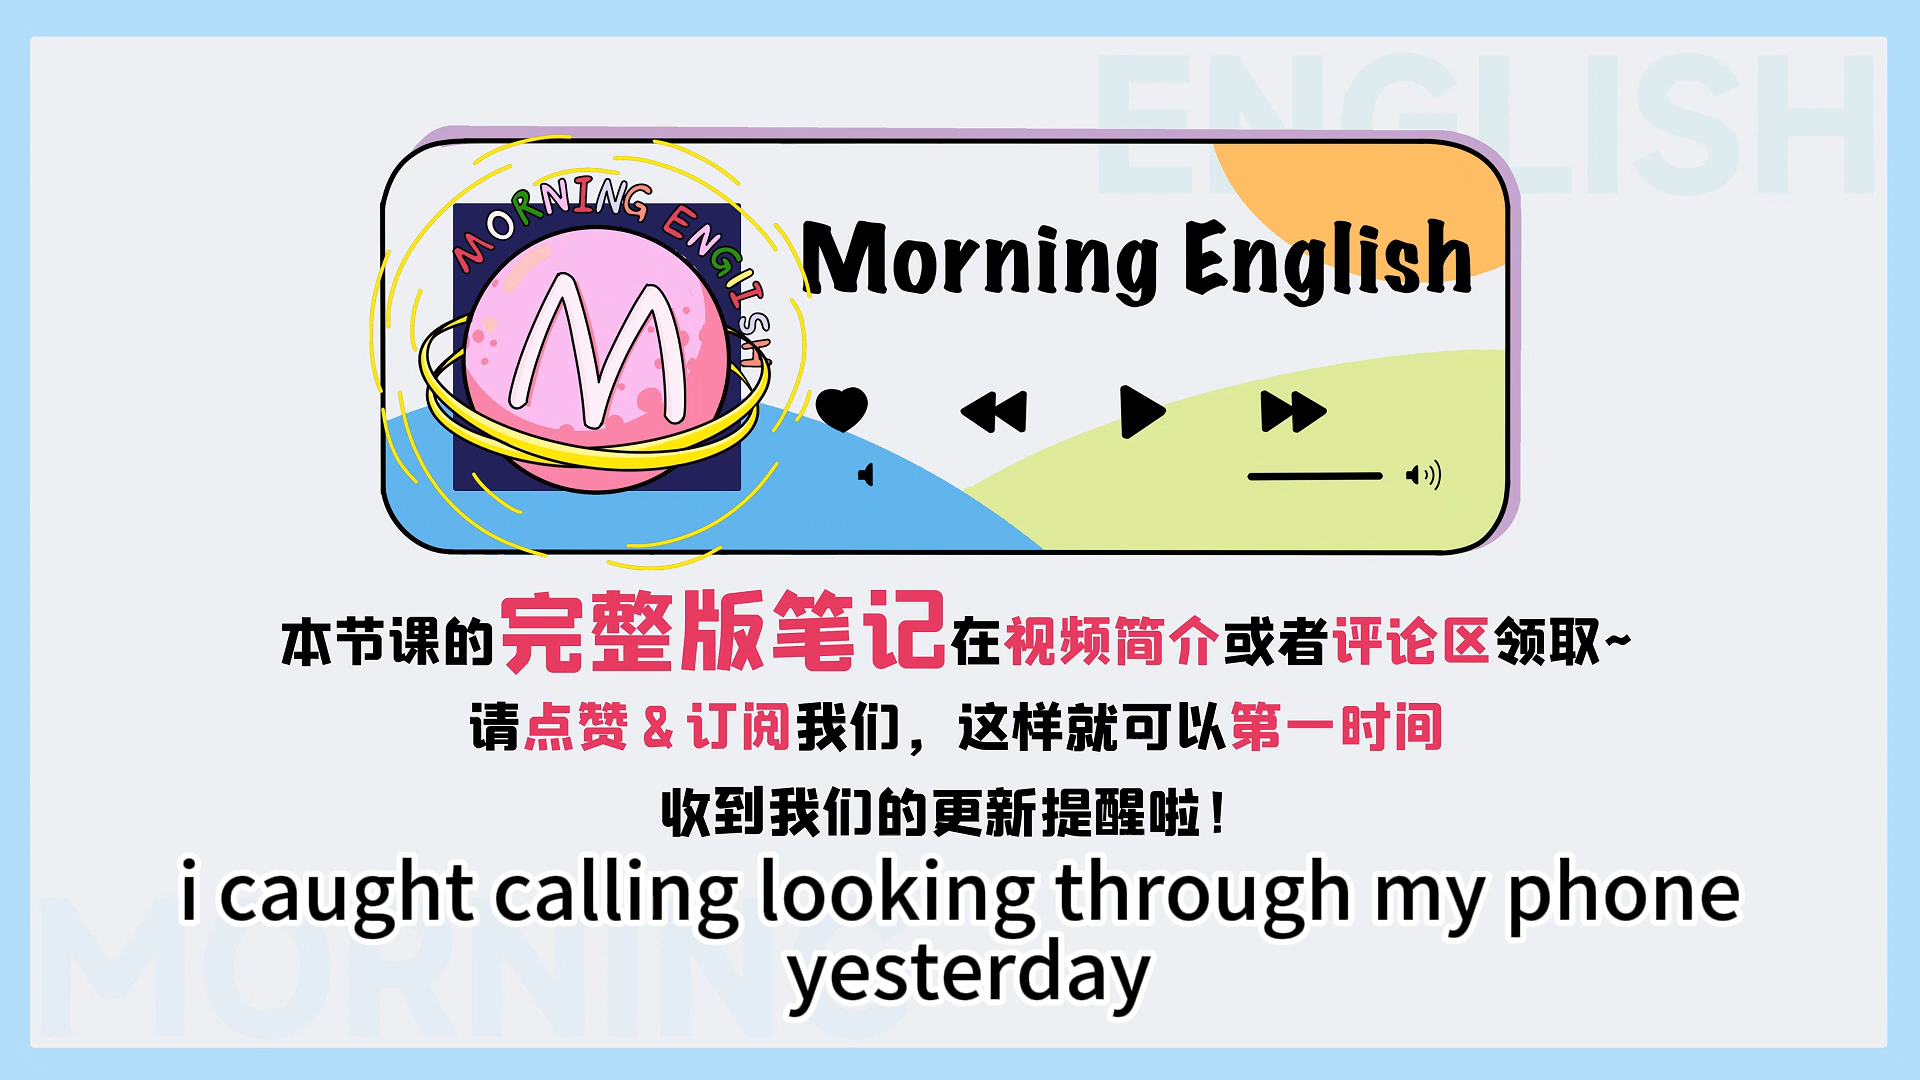 ENGLISH
MORNING ENGLISH
M
Morning English
本节课的完整版笔记在视频简介或者评论区领取~
请点赞&订阅我们，这样就可以第一时间
收到我们的更新提醒啦！
i caught calling looking through my phone
yesterday
MORNING